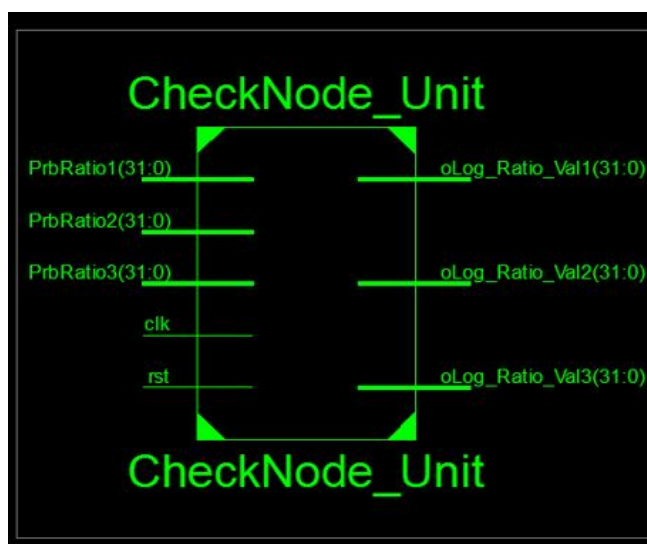 CheckNode_Unit
PrbRatio1(31:0)
oLog_Ratio_Val1(31:0)
PrbRatio2(31:0)
PrbRatio3(31:0)
oLog_Ratio_Val2(31:0)
clk
rst
oLog_Ratio_Val3(31:0)
CheckNode_Unit